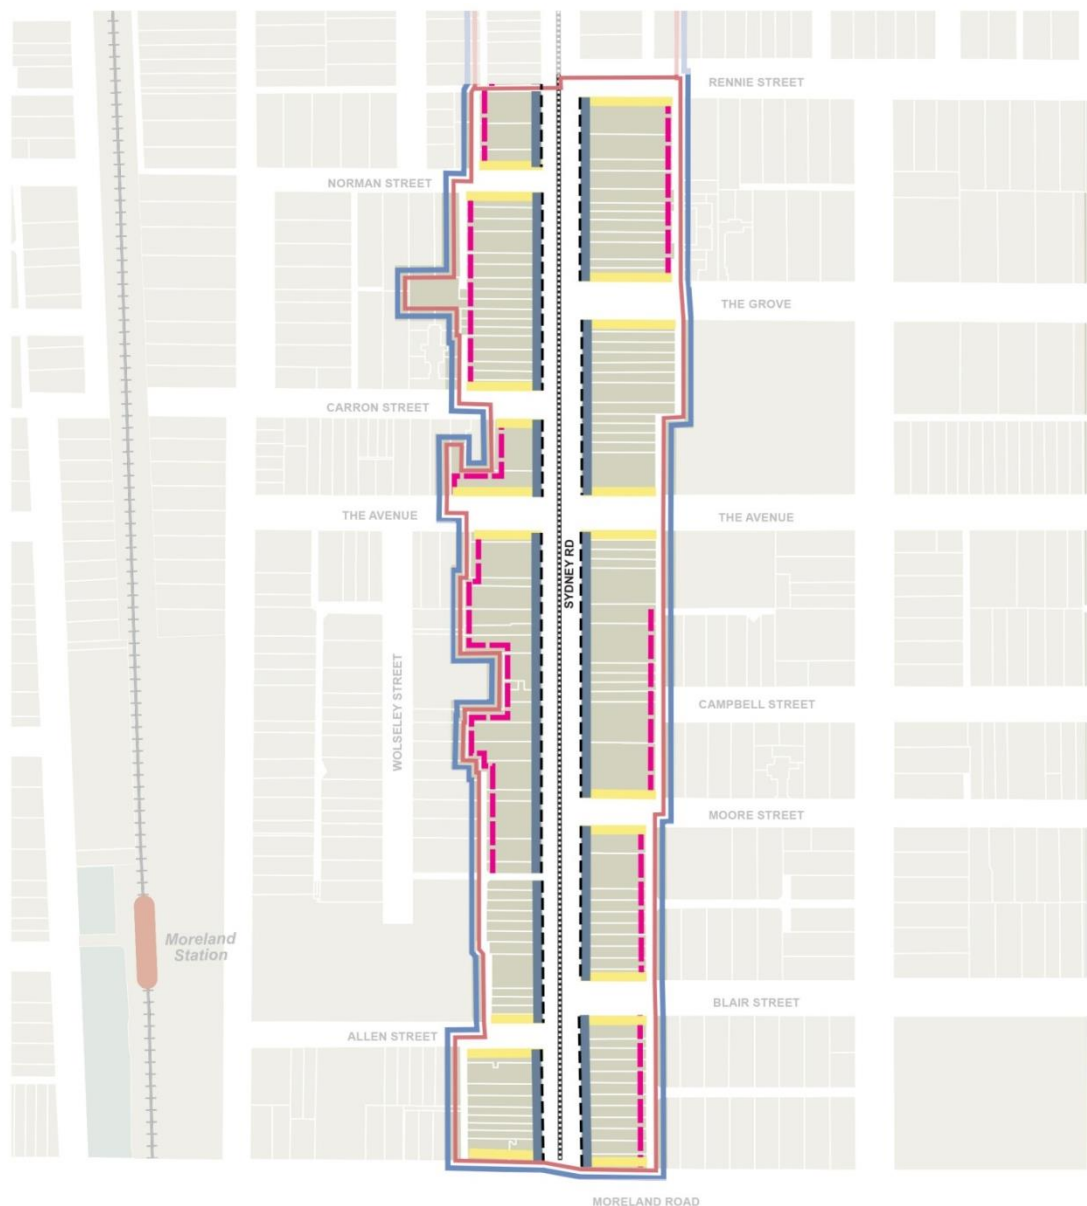 RENNIE STREET
NORMAN STREET
THE GROVE
CARRON STREET
THE AVENUE
THE AVENUE
SYDNEY RD
WOLSELEY STREET
CAMPBELL STREET
MOORE STREET
Moreland
Station
BLAIR STREET
ALLEN STREET
MORELAND ROAD